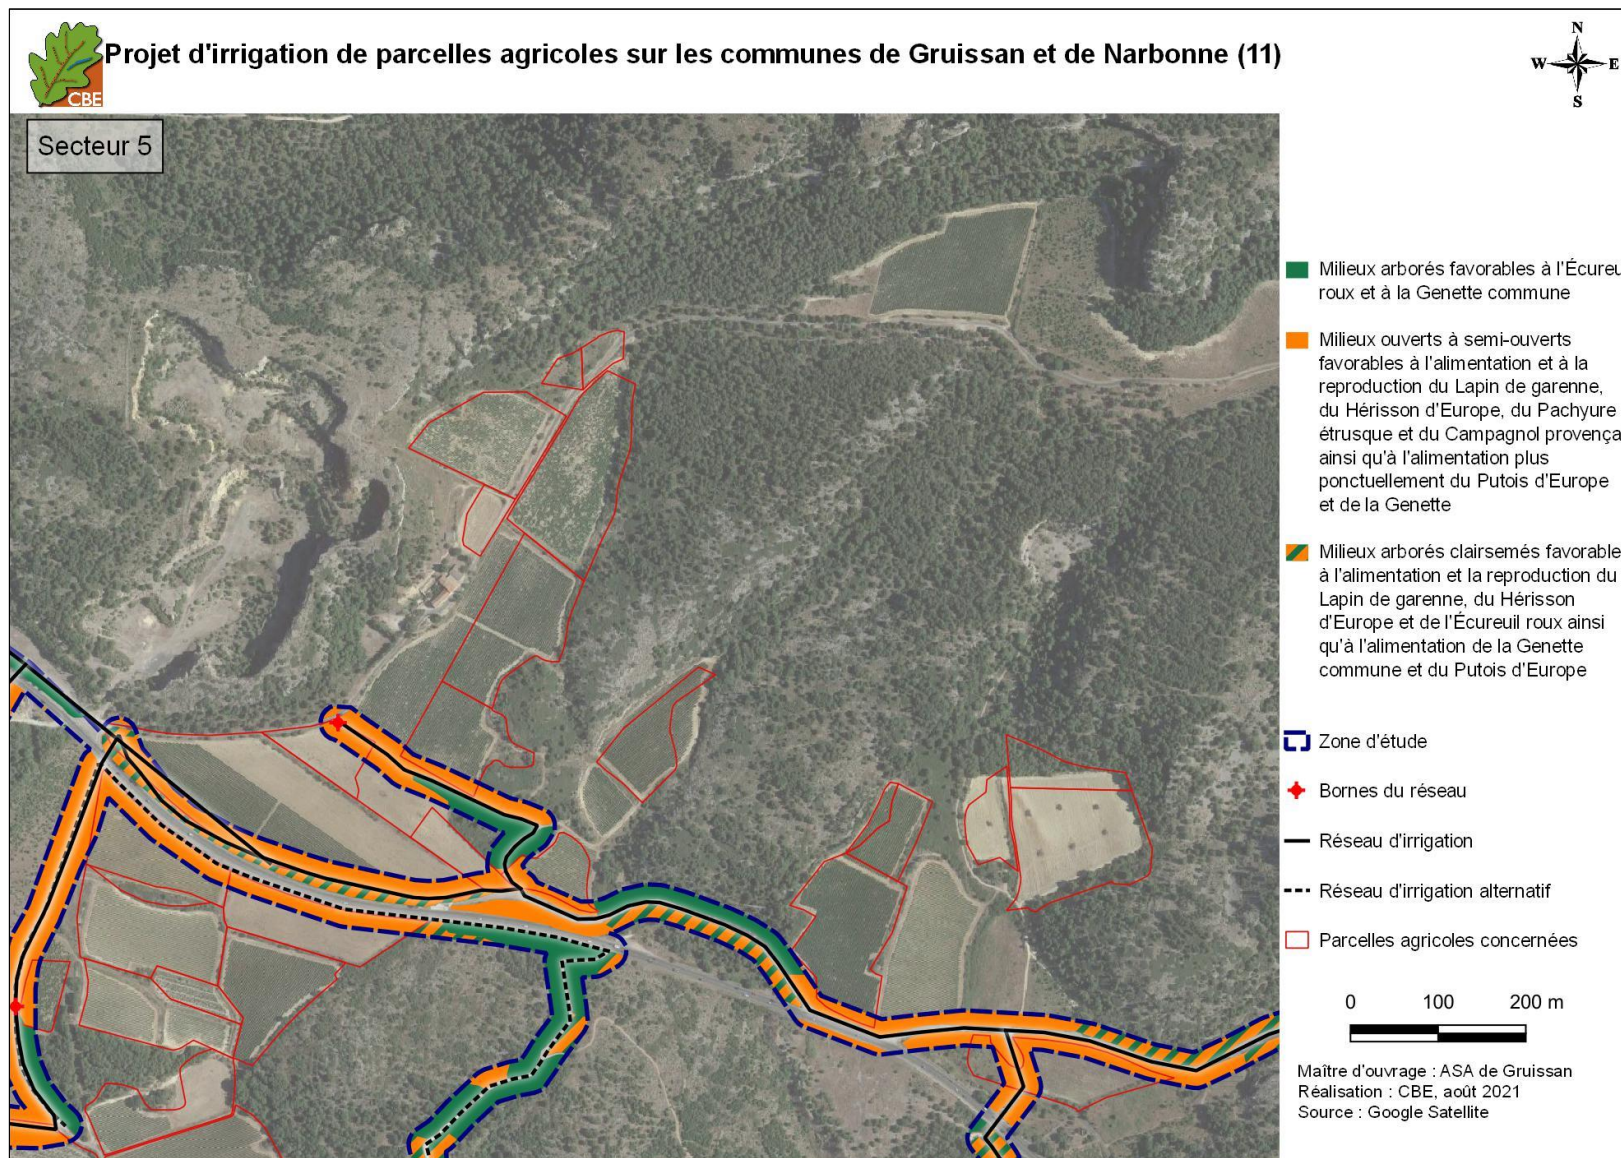 Projet d'irrigation de parcelles agricoles sur les communes de Gruissan et de Narbonne (11)
CBE
N
W
E
S
Secteur 5
Milieux arborés favorables à l'Écureu
roux et à la Genette commune
Milieux ouverts à semi-ouverts
favorables à l'alimentation et à la
reproduction du Lapin de garenne,
du Hérisson d'Europe, du Pachyure
étrusque et du Campagnol provença
ainsi qu'à l'alimentation plus
ponctuellement du Putois d'Europe
et de la Genette
Milieux arborés clairsemés favorable
à l'alimentation et la reproduction du
Lapin de garenne, du Hérisson
d'Europe et de l'Écureuil roux ainsi
qu'à l'alimentation de la Genette
commune et du Putois d'Europe
Zone d'étude
Bornes du réseau
Réseau d'irrigation
Réseau d'irrigation alternatif
Parcelles agricoles concernées
0 100 200 m
Maître d'ouvrage : ASA de Gruissan
Réalisation : CBE, août 2021
Source : Google Satellite